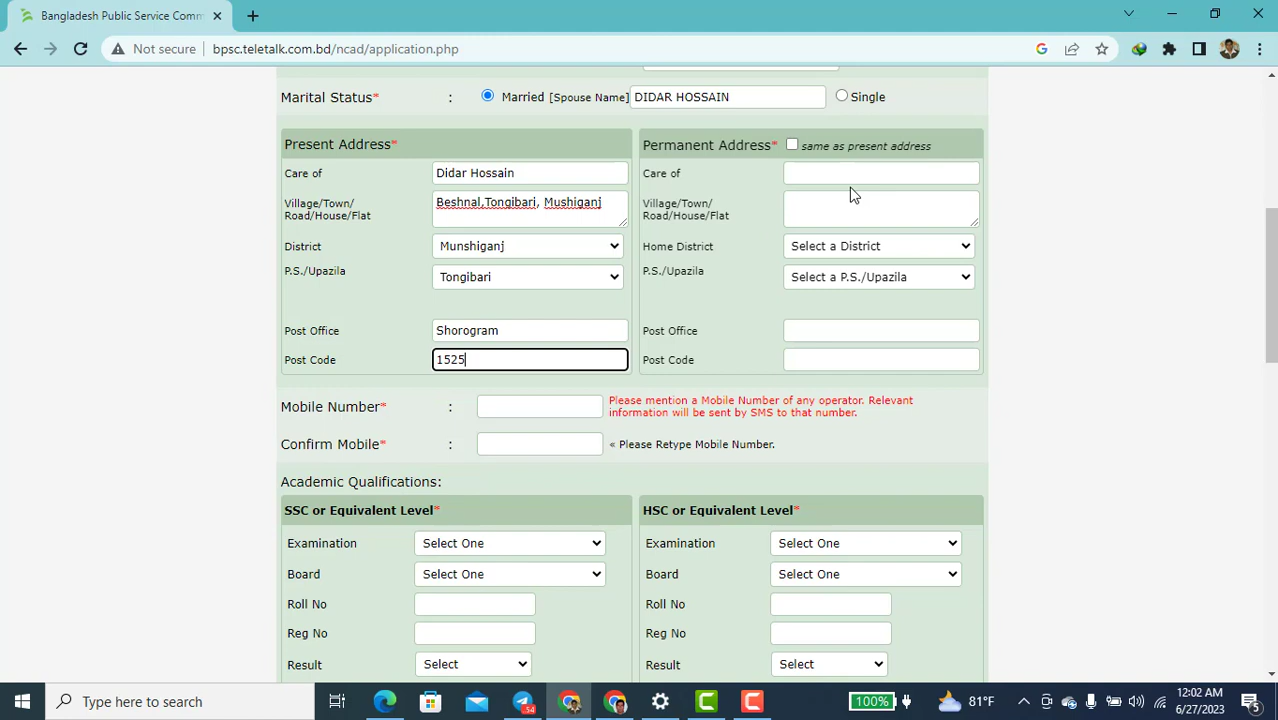 Bangladesh Public Service Comm
Not secure bpsc.teletalk.com.bd/ncad/application.php
Marital Status* : Married [Spouse Name] DIDAR HOSSAIN Single
Present Address*
Permanent Address* same as present address
Care of Didar Hossain
Care of
Village/Town/
Road/House/Flat
Beshnal,Tongibari, Mushiganj
Village/Town/
Road/House/Flat
District Munshiganj
Home District Select a District
P.S./Upazila Tongibari
P.S./Upazila Select a P.S./Upazila
Post Office Shorogram
Post Office
Post Code 1525
Post Code
Mobile Number* :
Please mention a Mobile Number of any operator. Relevant
information will be sent by SMS to that number.
Confirm Mobile* : « Please Retype Mobile Number.
Academic Qualifications:
SSC or Equivalent Level*
HSC or Equivalent Level*
Examination Select One
Examination Select One
Board Select One
Board Select One
Roll No
Roll No
Reg No
Reg No
Result Select
Result Select
Type here to search
54
100%
81°F
12:02 AM
6/27/2023
5